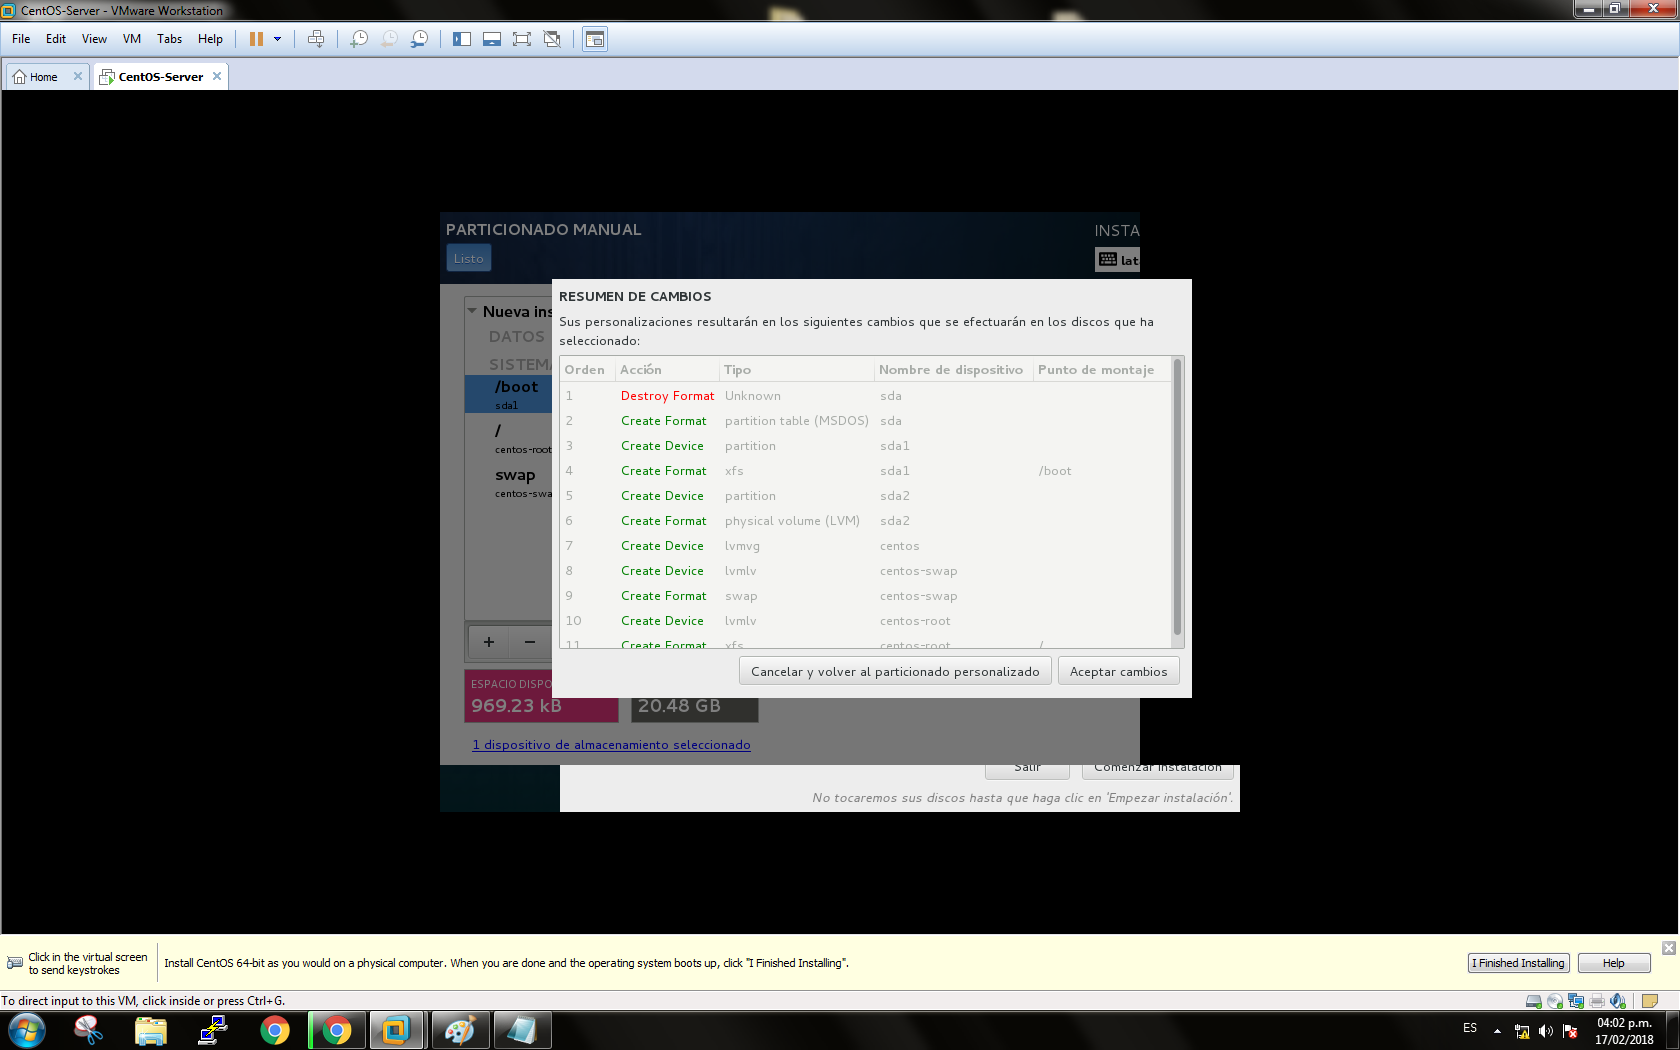 CentOS-Server - VMware Workstation
File Edit View VM Tabs Help
Home CentOS-Server
PARTICIONADO MANUAL
INSTA
Listo
lat
Nueva ins
DATOS
SISTEMA
/boot
sda1
/
centos-root
swap
centos-swa
+ −
ESPACIO DISPO
969.23 kB
20.48 GB
1 dispositivo de almacenamiento seleccionado
RESUMEN DE CAMBIOS
Sus personalizaciones resultarán en los siguientes cambios que se efectuarán en los discos que ha
seleccionado:
Orden Acción Tipo Nombre de dispositivo Punto de montaje
1 Destroy Format Unknown sda
2 Create Format partition table (MSDOS) sda
3 Create Device partition sda1
4 Create Format xfs sda1 /boot
5 Create Device partition sda2
6 Create Format physical volume (LVM) sda2
7 Create Device lvmvg centos
8 Create Device lvmlv centos-swap
9 Create Format swap centos-swap
10 Create Device lvmlv centos-root
11 Create Format xfs centos-root /
Cancelar y volver al particionado personalizado Aceptar cambios
Salir Comenzar instalación
No tocaremos sus discos hasta que haga clic en 'Empezar instalación'.
Click in the virtual screen
to send keystrokes
Install CentOS 64-bit as you would on a physical computer. When you are done and the operating system boots up, click "I Finished Installing".
I Finished Installing Help
To direct input to this VM, click inside or press Ctrl+G.
ES
04:02 p.m.
17/02/2018